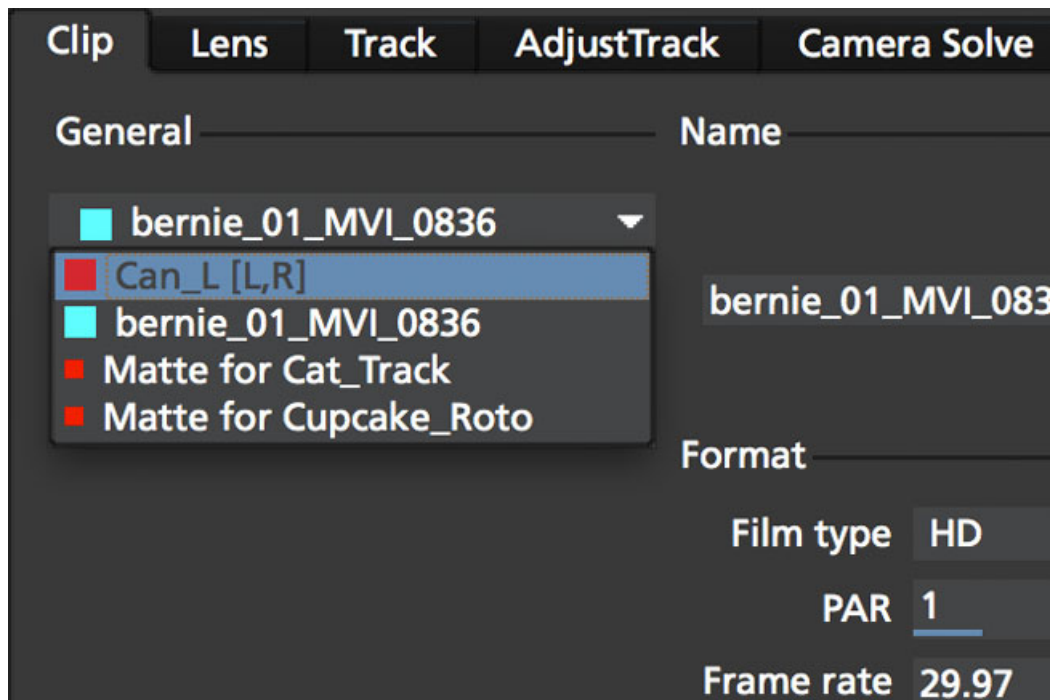 Clip Lens Track AdjustTrack Camera Solve
General
bernie_01_MVI_0836
Can_L [L,R]
bernie_01_MVI_0836
Matte for Cat_Track
Matte for Cupcake_Roto
Name
bernie_01_MVI_083
Format
Film type HD
PAR 1
Frame rate 29.97